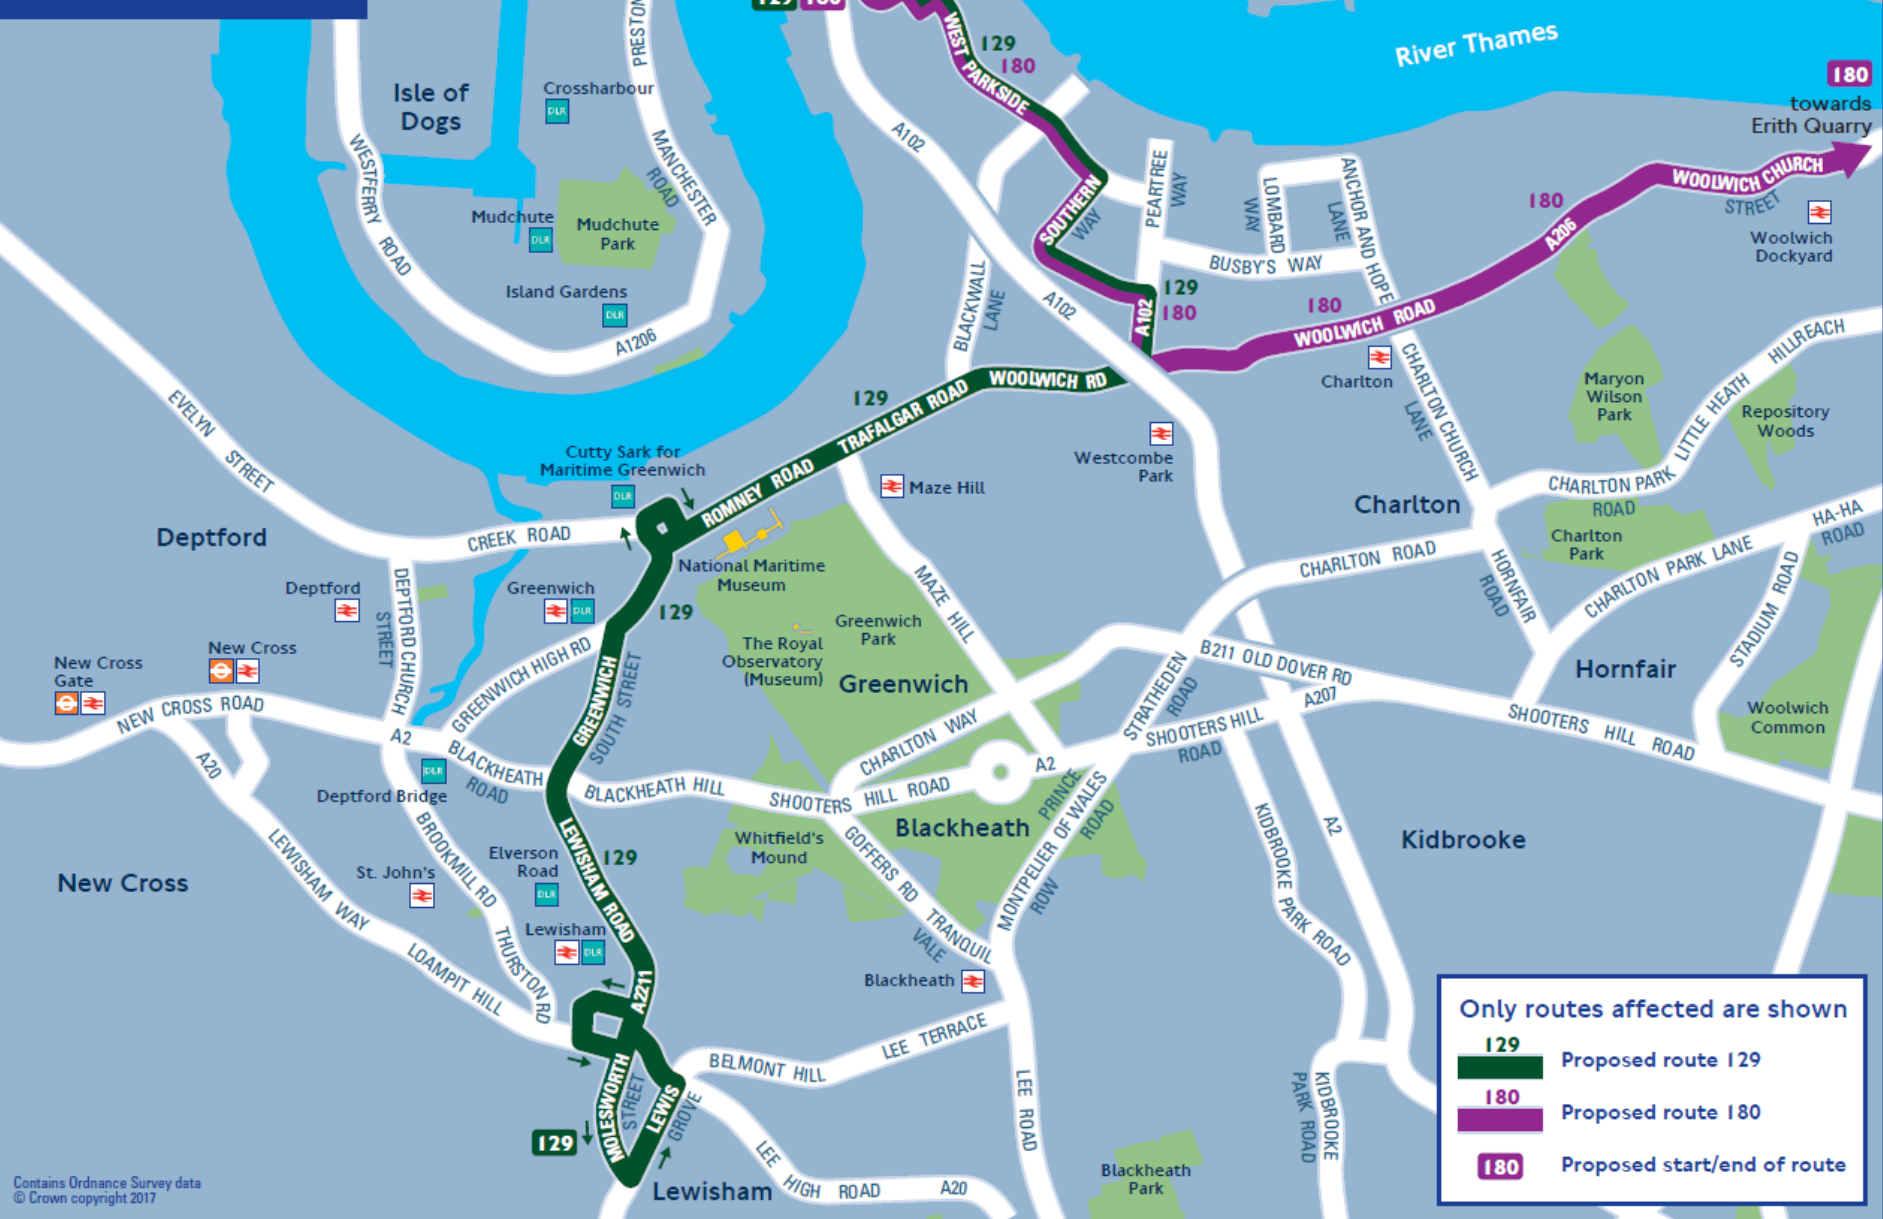 129 180
PRESTON
WEST PARKSIDE
129
180
River Thames
180
towards
Erith Quarry
Isle of
Dogs
Crossharbour
DLR
A102
WESTFERRY ROAD
MANCHESTER
ROAD
Mudchute
DLR
Mudchute
Park
Island Gardens
DLR
A1206
SOUTHERN
WAY
PEARTREE
WAY
LOMBARD
WAY
ANCHOR AND HOPE
LANE
BUSBY'S WAY
180
A206
WOOLWICH CHURCH
STREET
Woolwich
Dockyard
BLACKWALL
LANE
A102
129
180
A102
180
WOOLWICH ROAD
Charlton
CHARLTON CHURCH
LANE
HILLREACH
LITTLE HEATH
Maryon
Wilson
Park
Repository
Woods
EVELYN STREET
129
TRAFALGAR ROAD
WOOLWICH RD
Westcombe
Park
Cutty Sark for
Maritime Greenwich
DLR
ROMNEY ROAD
Maze Hill
Charlton
CHARLTON PARK
ROAD
Charlton
Park
HA-HA
ROAD
Deptford
CREEK ROAD
National Maritime
Museum
MAZE HILL
CHARLTON ROAD
HORNFAIR
ROAD
CHARLTON PARK LANE
STADIUM ROAD
Deptford
DEPTFORD CHURCH
STREET
Greenwich
DLR
129
Greenwich
Park
The Royal
Observatory
(Museum)
Greenwich
New Cross
New Cross
Gate
NEW CROSS ROAD
GREENWICH HIGH RD
GREENWICH
SOUTH STREET
B211 OLD DOVER RD
STRATHEDEN
ROAD
A207
SHOOTERS HILL
ROAD
Hornfair
SHOOTERS HILL ROAD
Woolwich
Common
A20
A2
BLACKHEATH
ROAD
DLR
Deptford Bridge
BLACKHEATH HILL
CHARLTON WAY
SHOOTERS HILL ROAD
A2
PRINCE
OF WALES
ROAD
Blackheath
Whitfield's
Mound
KIDBROOKE PARK ROAD
A2
Kidbrooke
New Cross
LEWISHAM WAY
BROOKMILL RD
St. John's
Elverson
Road
DLR
129
LEWISHAM ROAD
GOFFERS RD
TRANQUIL
VALE
MONTPELIER
ROW
Lewisham
DLR
THURSTON RD
LOAMPIT HILL
A2211
Blackheath
LEE TERRACE
BELMONT HILL
MOLESWORTH
STREET
LEWIS
GROVE
129
LEE ROAD
KIDBROOKE
PARK ROAD
LEE HIGH ROAD A20
Lewisham
Blackheath
Park
Only routes affected are shown
129
Proposed route 129
180
Proposed route 180
180
Proposed start/end of route
Contains Ordnance Survey data
© Crown copyright 2017